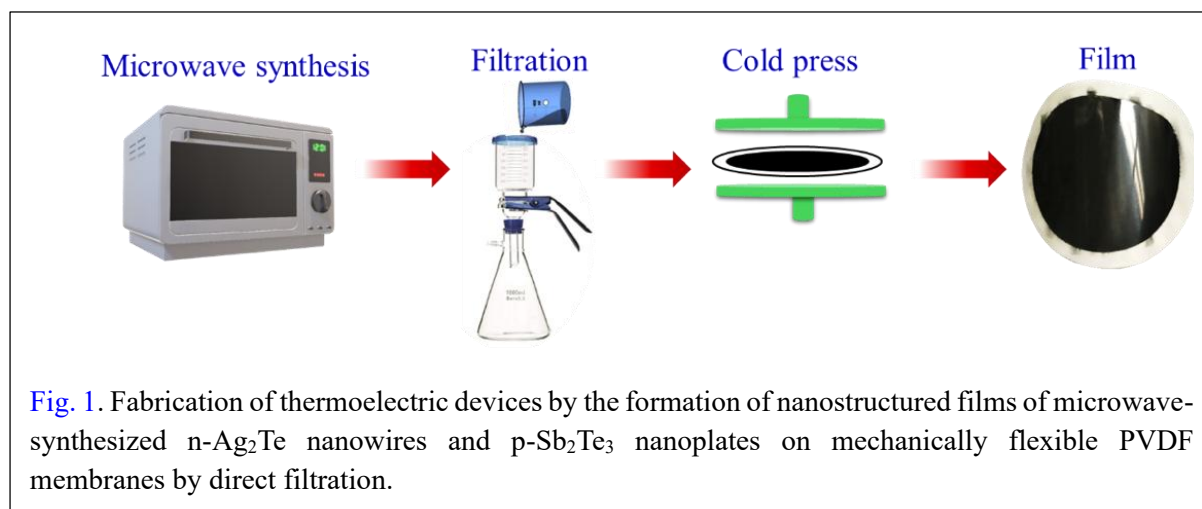 Microwave synthesis
Filtration
Cold press
Film
Fig. 1. Fabrication of thermoelectric devices by the formation of nanostructured films of microwave-
synthesized n-Ag₂Te nanowires and p-Sb₂Te₃ nanoplates on mechanically flexible PVDF
membranes by direct filtration.